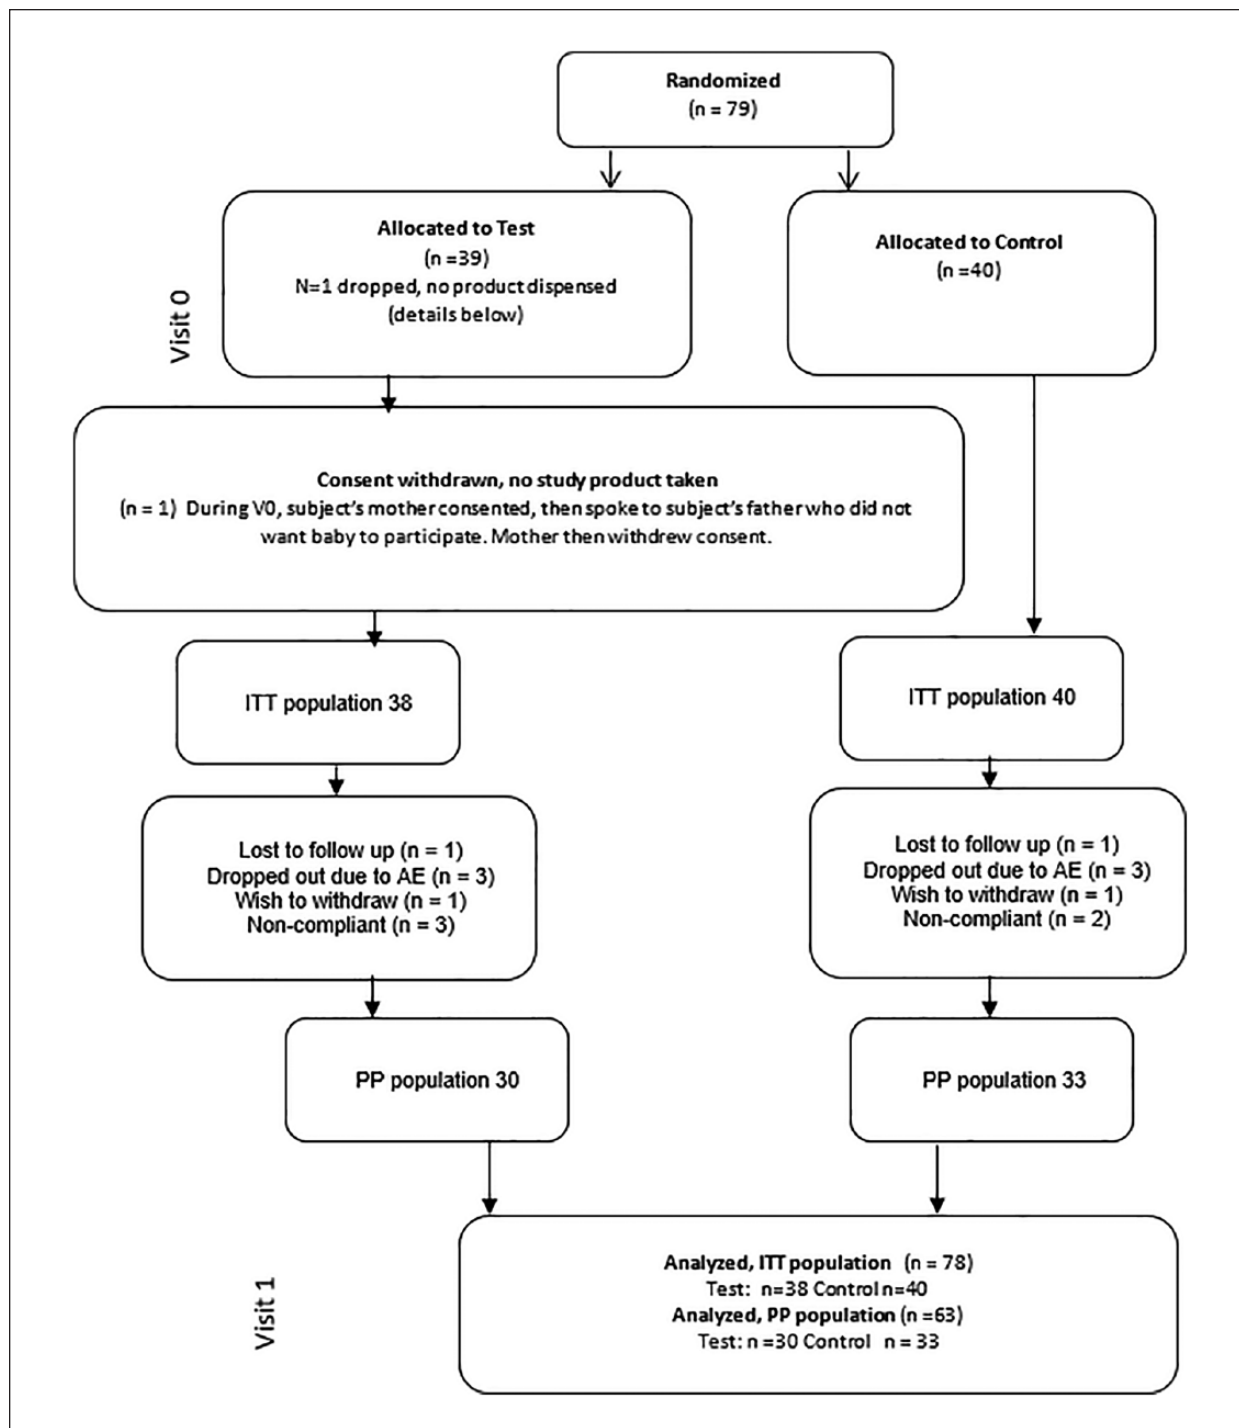 Randomized
(n = 79)
Allocated to Test
(n =39)
N=1 dropped, no product dispensed
(details below)
Allocated to Control
(n =40)
Visit 0
Consent withdrawn, no study product taken
(n = 1) During V0, subject's mother consented, then spoke to subject's father who did not
want baby to participate. Mother then withdrew consent.
ITT population 38
ITT population 40
Lost to follow up (n = 1)
Dropped out due to AE (n = 3)
Wish to withdraw (n = 1)
Non-compliant (n = 3)
Lost to follow up (n = 1)
Dropped out due to AE (n = 3)
Wish to withdraw (n = 1)
Non-compliant (n = 2)
PP population 30
PP population 33
Visit 1
Analyzed, ITT population (n = 78)
Test: n=38 Control n=40
Analyzed, PP population (n =63)
Test: n =30 Control n = 33